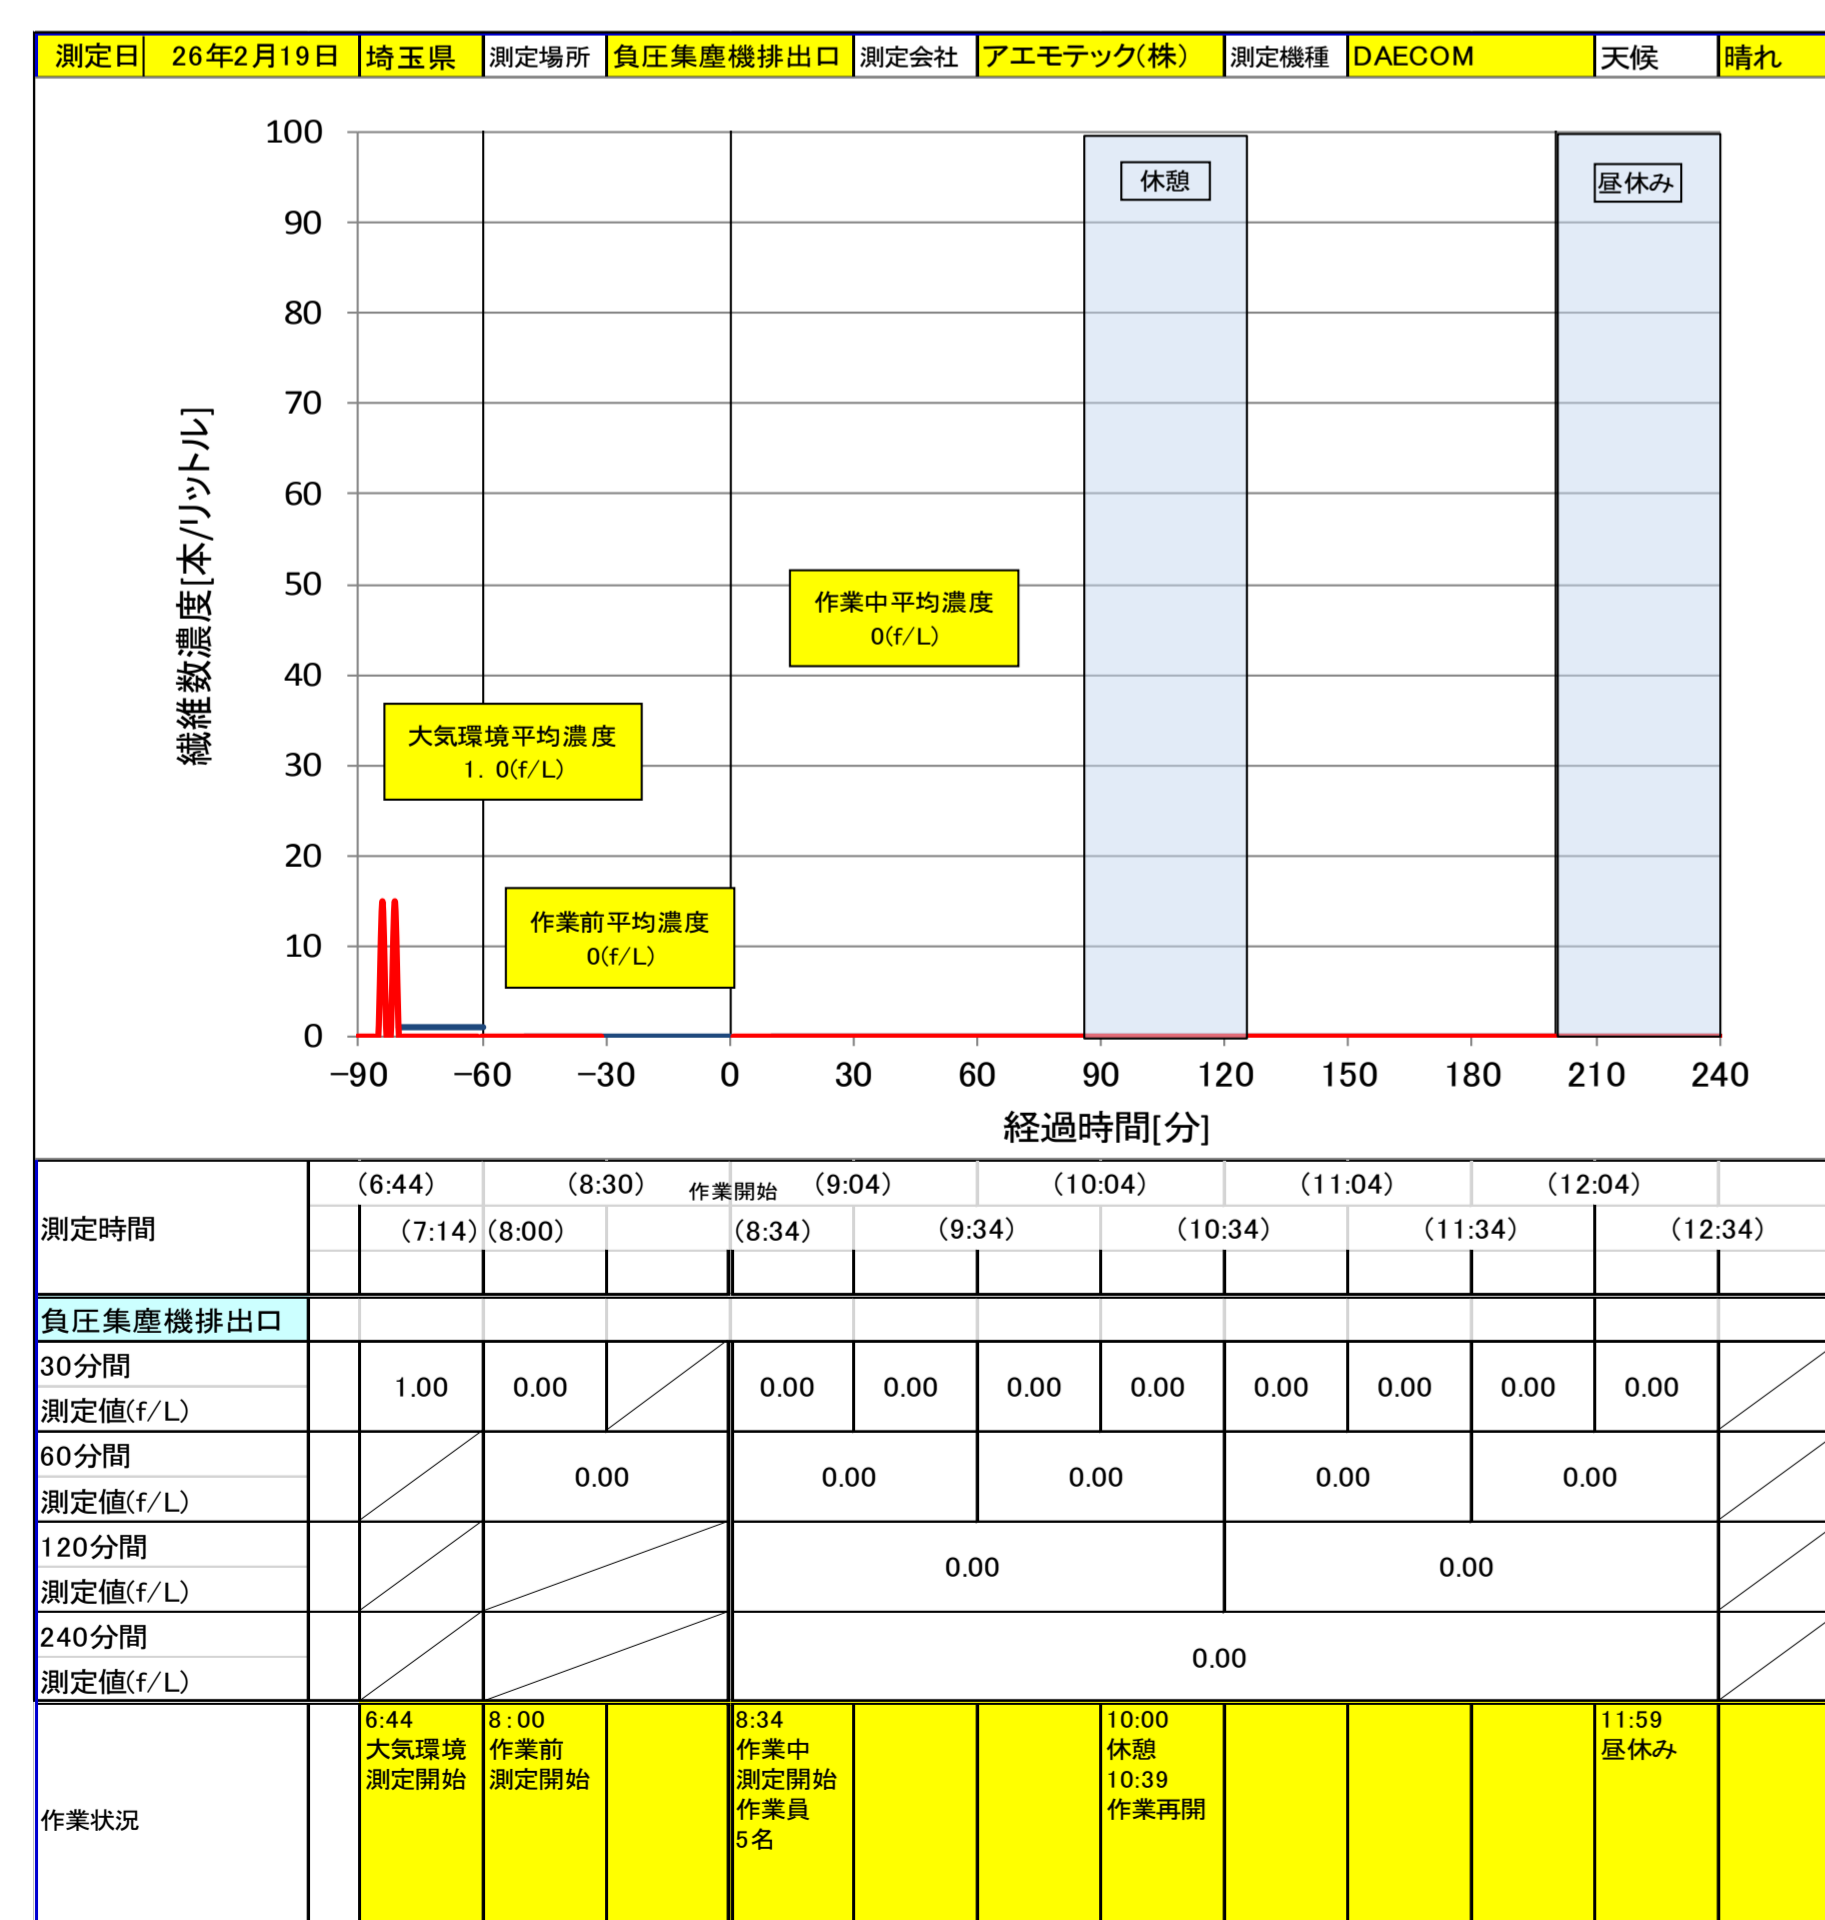 測定日 26年2月19日 埼玉県 測定場所 負圧集塵機排出口 測定会社 アエモテック(株) 測定機種 DAECOM 天候 晴れ
100
90
80
70
60
50
40
30
20
10
0
繊維数濃度[本/リットル]
休憩
昼休み
作業中平均濃度
0(f/L)
大気環境平均濃度
1. 0(f/L)
作業前平均濃度
0(f/L)
−90 −60 −30 0 30 60 90 120 150 180 210 240
経過時間[分]
測定時間
(6:44) (8:30) 作業開始 (9:04) (10:04) (11:04) (12:04)
(7:14) (8:00) (8:34) (9:34) (10:34) (11:34) (12:34)
負圧集塵機排出口
30分間
測定値(f/L)
1.00 0.00 0.00 0.00 0.00 0.00 0.00 0.00 0.00 0.00
60分間
測定値(f/L)
0.00 0.00 0.00 0.00 0.00
120分間
測定値(f/L)
0.00 0.00
240分間
測定値(f/L)
0.00
作業状況
6:44
大気環境
測定開始
8:00
作業前
測定開始
8:34
作業中
測定開始
作業員
5名
10:00
休憩
10:39
作業再開
11:59
昼休み